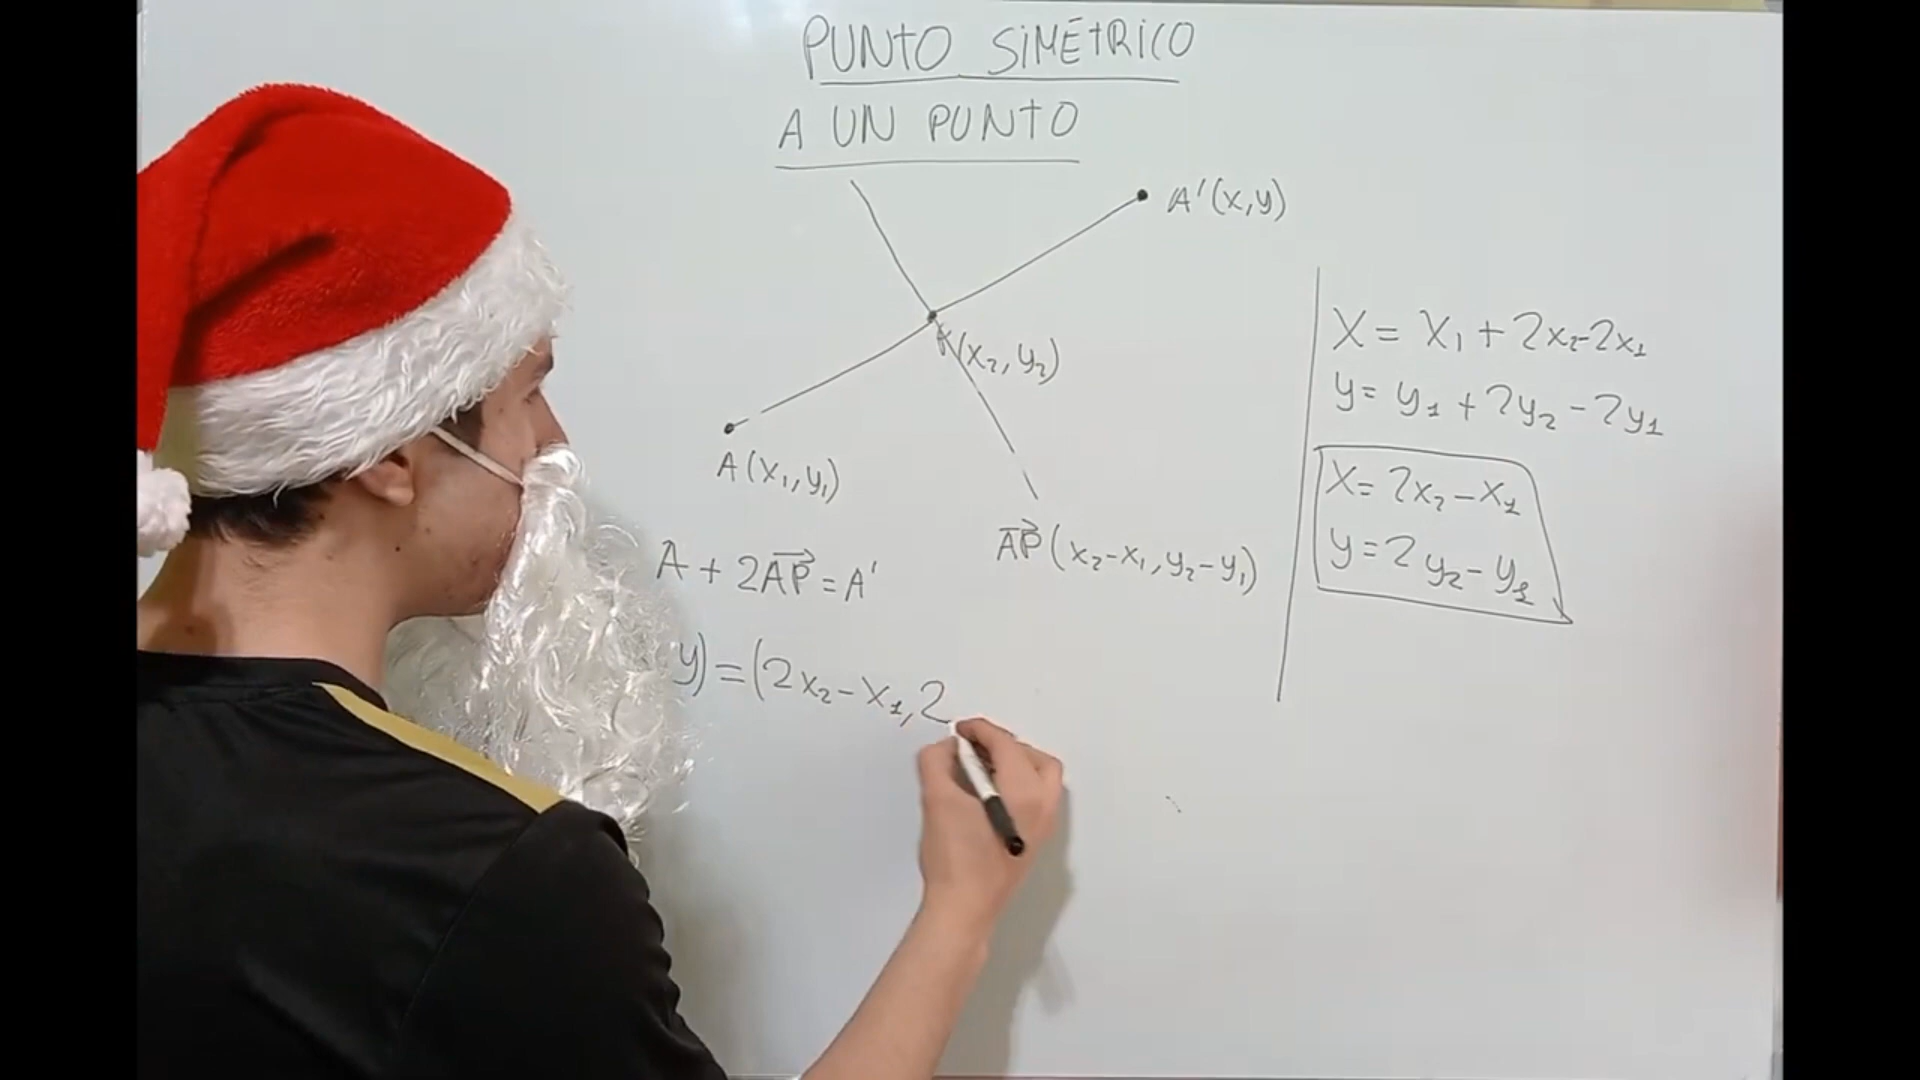 PUNTO SIMÉTRICO
A UN PUNTO
A'(x,y)
(x₂, y₂)
A(x₁, y₁)
AP⃗ (x₂-x₁, y₂-y₁)
A + 2AP⃗ = A'
y) = (2x₂ - x₁, 2
X = x₁ + 2x₂-2x₁
y = y₁ + 2y₂ - 2y₁
X = 2x₂ - x₁
y = 2y₂ - y₁